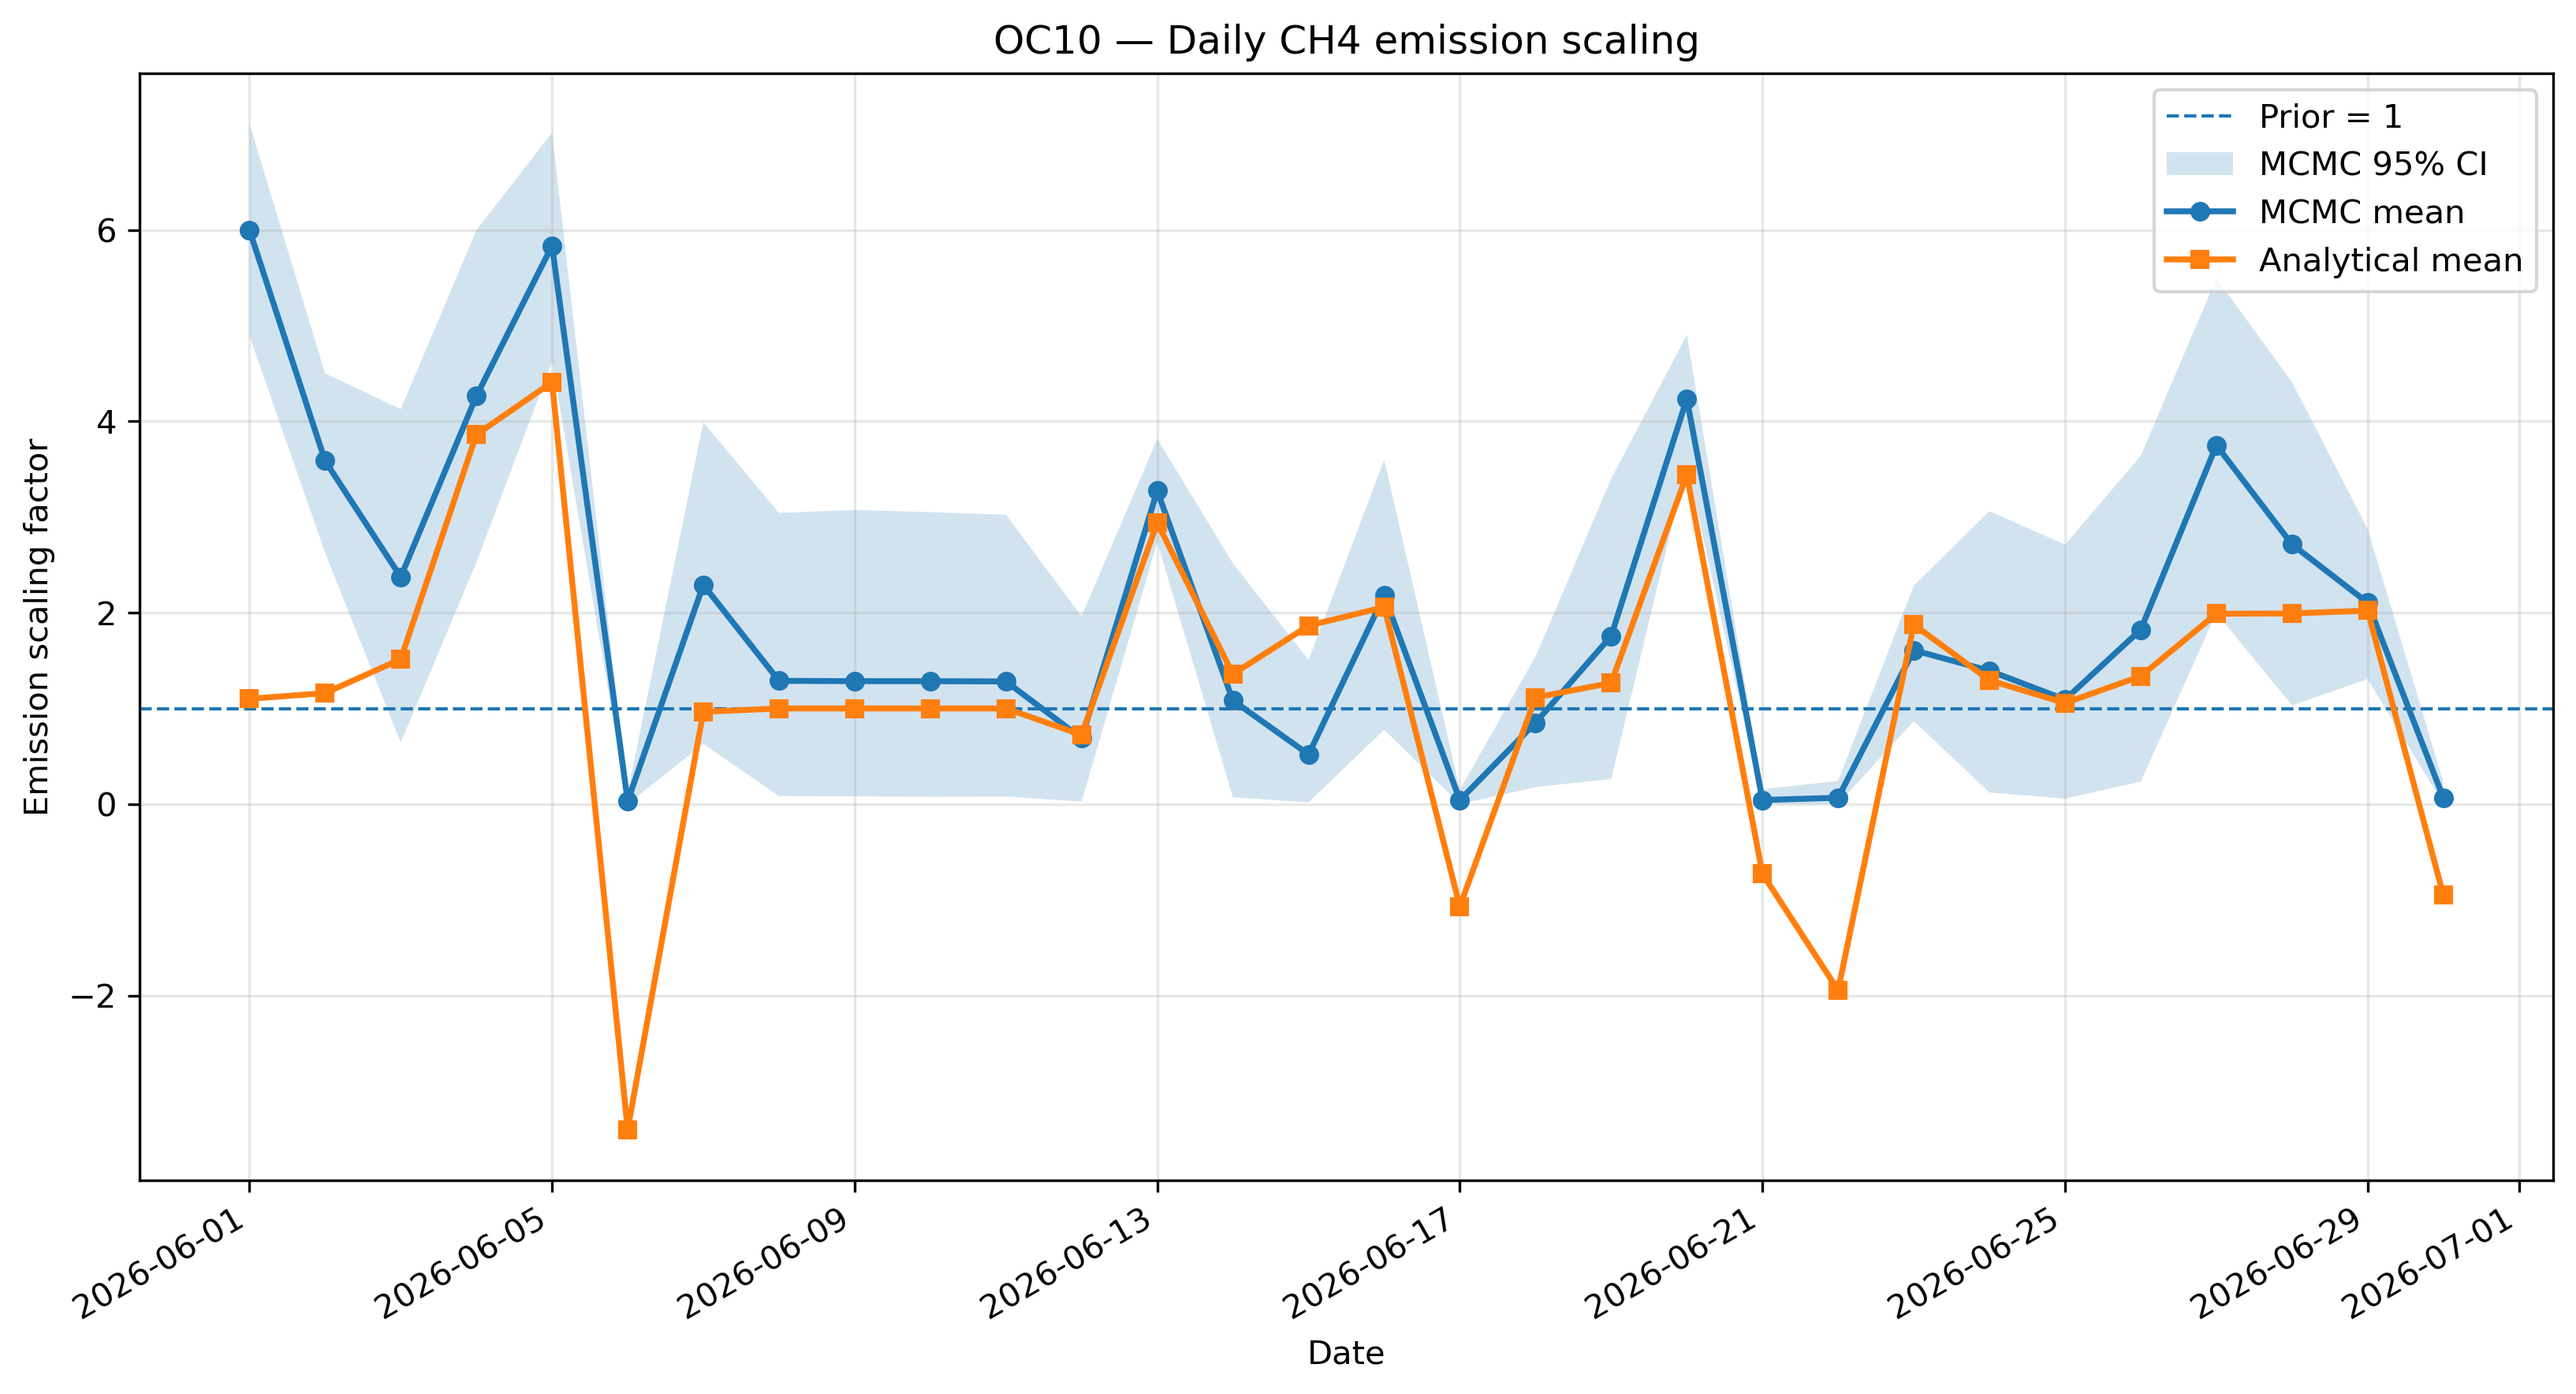 OC10 — Daily CH4 emission scaling
Prior = 1
MCMC 95% CI
MCMC mean
Analytical mean
Emission scaling factor
6
4
2
0
−2
2026-06-01
2026-06-05
2026-06-09
2026-06-13
2026-06-17
2026-06-21
2026-06-25
2026-06-29
2026-07-01
Date